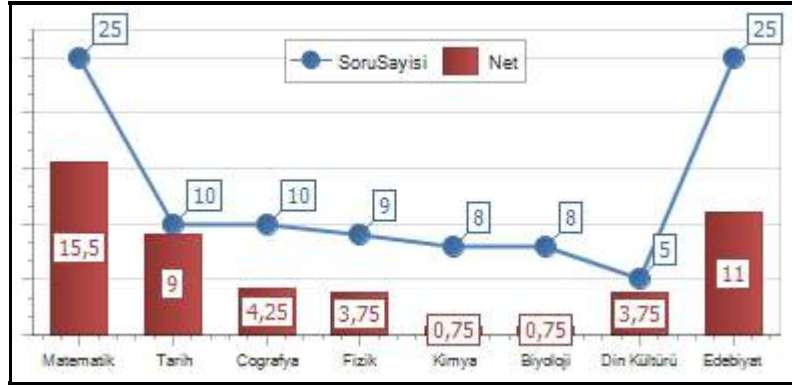 25
25
SoruSayisi
Net
10
10
9
8
8
5
15,5
9
4,25
3,75
0,75
0,75
3,75
11
Matematik
Tarih
Cografya
Fizik
Kimya
Biyoloji
Din Kültürü
Edebiyat